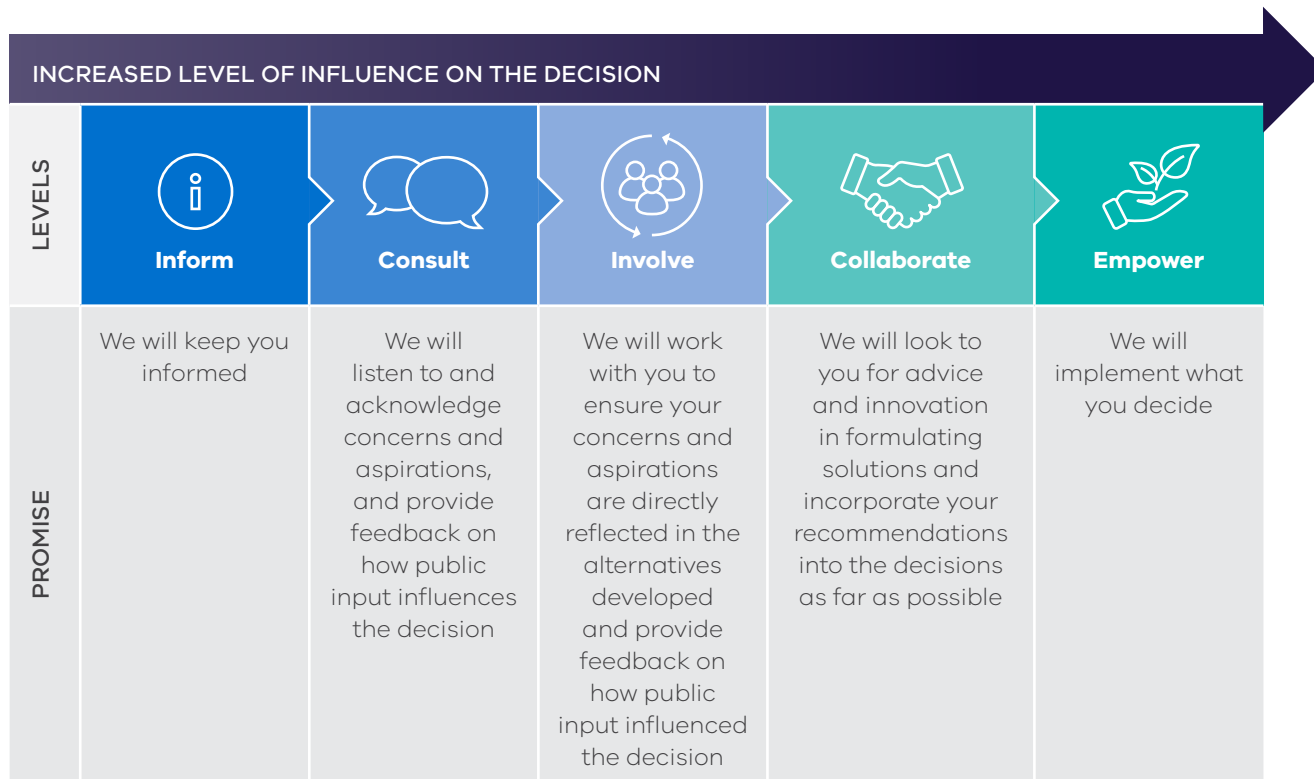 INCREASED LEVEL OF INFLUENCE ON THE DECISION
LEVELS
Inform
Consult
Involve
Collaborate
Empower
PROMISE
We will keep you
informed
We will
listen to and
acknowledge
concerns and
aspirations,
and provide
feedback on
how public
input influences
the decision
We will work
with you to
ensure your
concerns and
aspirations
are directly
reflected in the
alternatives
developed
and provide
feedback on
how public
input influenced
the decision
We will look to
you for advice
and innovation
in formulating
solutions and
incorporate your
recommendations
into the decisions
as far as possible
We will
implement what
you decide